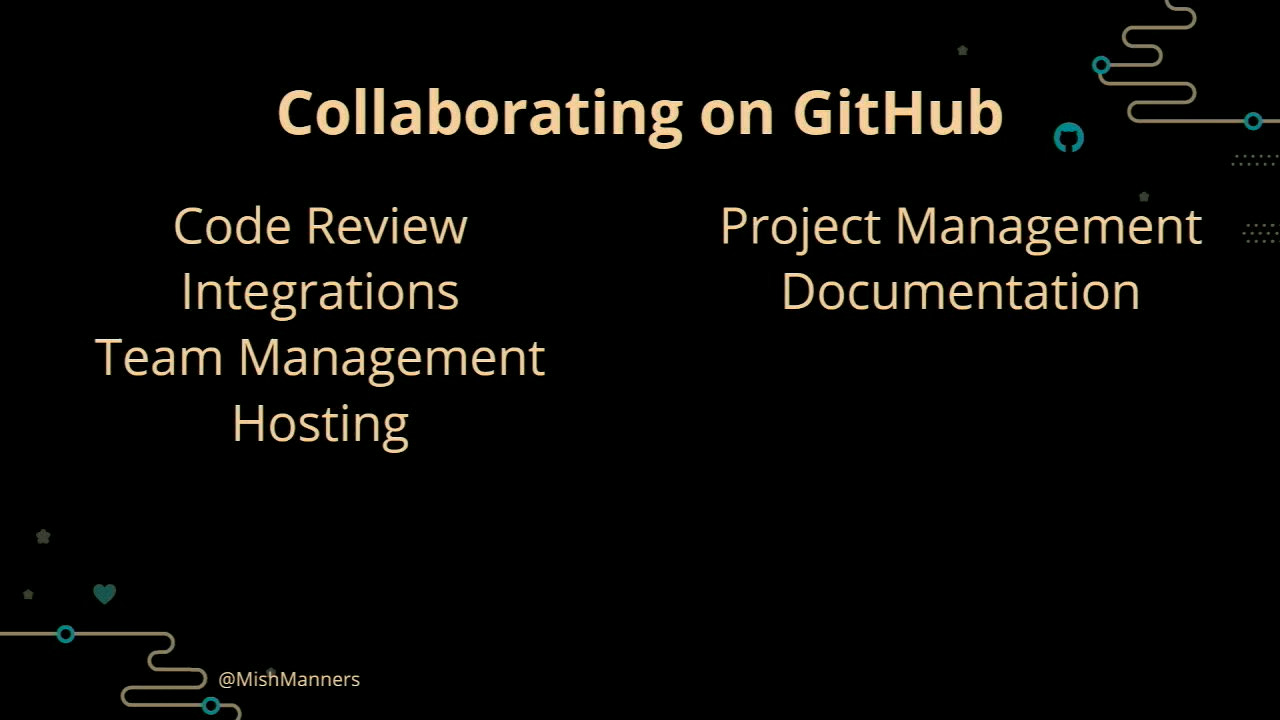 Collaborating on GitHub
Code Review
Integrations
Team Management
Hosting
Project Management
Documentation
@MishManners